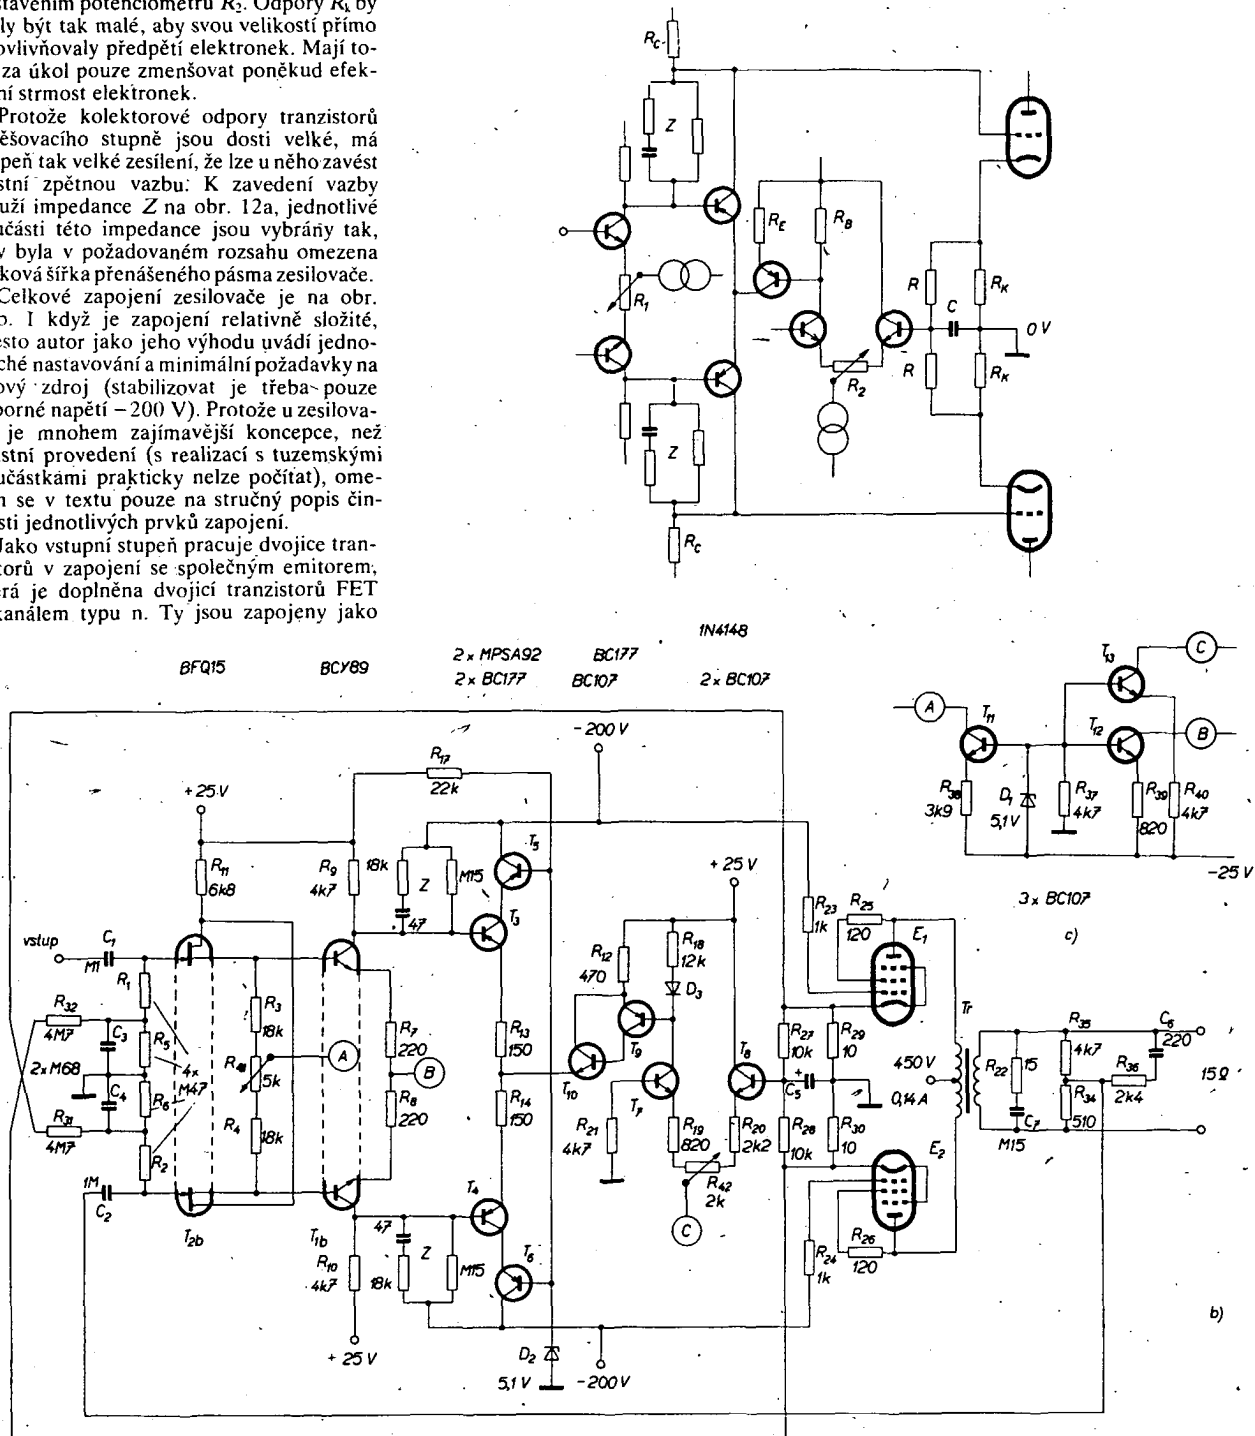 stavením potenciometru R₂. Odpory Rₖ by
ly být tak malé, aby svou velikostí přímo
ovlivňovaly předpětí elektronek. Mají to-
za úkol pouze zmenšovat poněkud efek-
ní strmost elektronek.
Protože kolektorové odpory tranzistorů
ěšovacího stupně jsou dosti velké, má
peň tak velké zesílení, že lze u něho zavést
stní zpětnou vazbu. K zavedení vazby
uží impedance Z na obr. 12a, jednotlivé
učásti této impedance jsou vybrány tak,
y byla v požadovaném rozsahu omezena
ková šířka přenášeného pásma zesilovače.
Celkové zapojení zesilovače je na obr.
b. I když je zapojení relativně složité,
esto autor jako jeho výhodu uvádí jedno-
ché nastavování a minimální požadavky na
ový zdroj (stabilizovat je třeba pouze
porné napětí −200 V). Protože u zesilova-
je mnohem zajímavější koncepce, než
stní provedení (s realizací s tuzemskými
učástkami prakticky nelze počítat), ome-
m se v textu pouze na stručný popis čin-
sti jednotlivých prvků zapojení.
Jako vstupní stupeň pracuje dvojice tran-
torů v zapojení se společným emitorem,
erá je doplněna dvojicí tranzistorů FET
kanálem typu n. Ty jsou zapojeny jako
R_C
Z
R_E
R_B
R₁
R
C
R_K
0 V
R₂
R
R_K
Z
R_C
1N4148
BFQ15
BCY89
2 x MPSA92
2 x BC177
BC177
BC107
2 x BC107
A
T11
T13
C
T12
B
R38
3k9
D1
5,1 V
R37
4k7
R39
820
R40
4k7
−25 V
3 x BC107
c)
−200 V
R17
22k
+25 V
R11
6k8
R9
4k7
18k
Z
M15
47
T5
T3
+25 V
R23
1k
R25
120
E1
vstup
C1
M1
R1
R32
4M7
C3
R5
2x M68
4x
M47
C4
R6
R31
4M7
R2
1M
C2
T2b
R3
18k
5k
R4
18k
A
R7
220
B
R8
220
T1b
R10
4k7
+25 V
47
18k
Z
M15
T4
T6
R13
150
R14
150
D2
5,1 V
−200 V
R12
470
R18
12k
D3
T9
T10
T7
T8
R21
4k7
R19
820
R20
2k2
R42
2k
C
R27
10k
R29
10
C5
+
R28
10k
R30
10
E2
R24
1k
R26
120
450 V
0,14 A
Tr
R22
15
C7
M15
R35
4k7
R34
510
R36
2k4
C6
220
15 Ω
b)